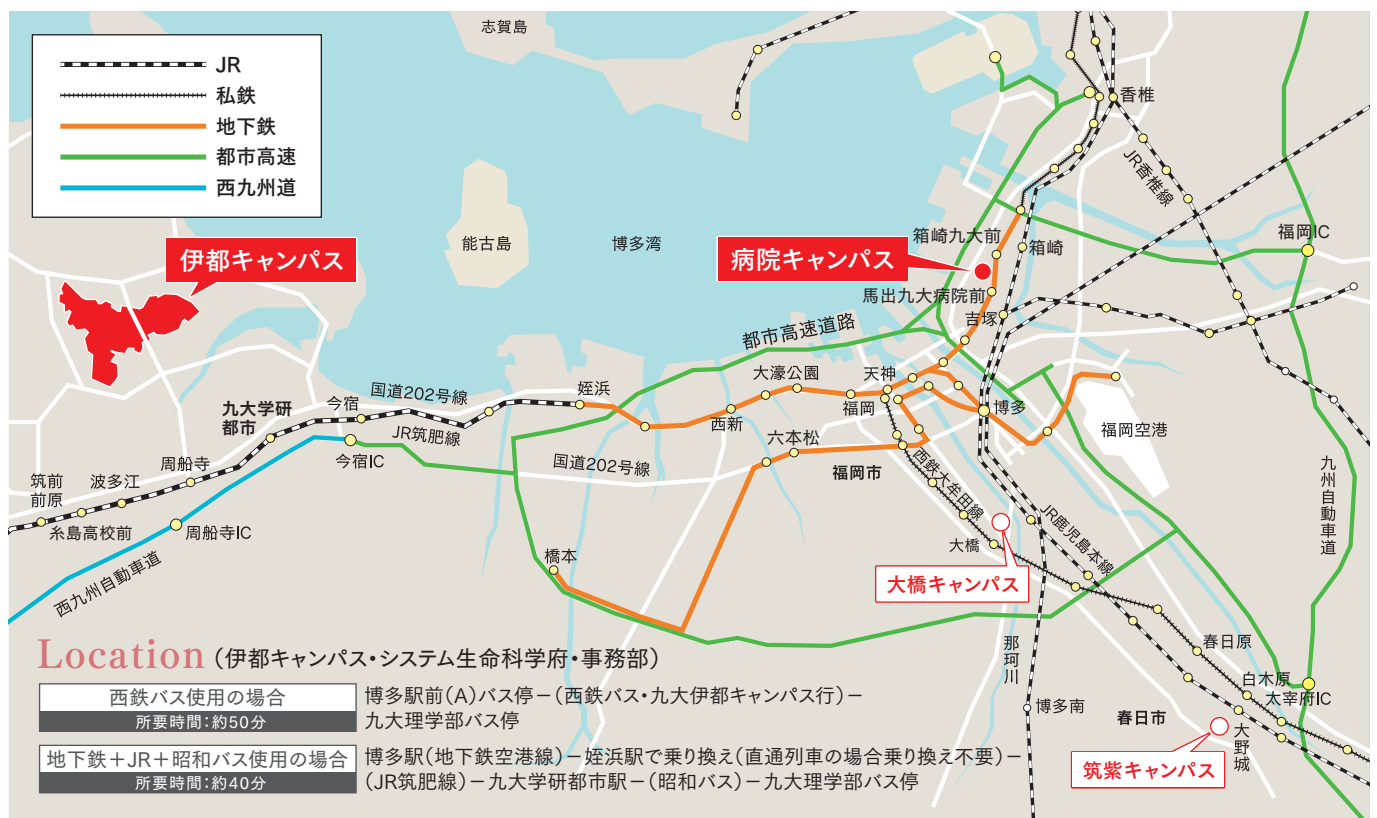 JR
私鉄
地下鉄
都市高速
西九州道
志賀島
香椎
JR香椎線
能古島
博多湾
伊都キャンパス
病院キャンパス
箱崎九大前
箱崎
福岡IC
馬出九大病院前
吉塚
都市高速道路
大濠公園
天神
姪浜
国道202号線
今宿
九大学研
都市
JR筑肥線
西新
福岡
博多
福岡空港
今宿IC
六本松
国道202号線
福岡市
西鉄大牟田線
周船寺
波多江
筑前
前原
糸島高校前
周船寺IC
西九州自動車道
九州自動車道
JR鹿児島本線
大橋
橋本
大橋キャンパス
那珂川
春日原
白木原
太宰府IC
博多南
春日市
大野城
筑紫キャンパス
Location(伊都キャンパス・システム生命科学府・事務部)
西鉄バス使用の場合
所要時間:約50分
博多駅前(A)バス停−(西鉄バス・九大伊都キャンパス行)−
九大理学部バス停
地下鉄+JR+昭和バス使用の場合
所要時間:約40分
博多駅(地下鉄空港線)−姪浜駅で乗り換え(直通列車の場合乗り換え不要)−
(JR筑肥線)−九大学研都市駅−(昭和バス)−九大理学部バス停